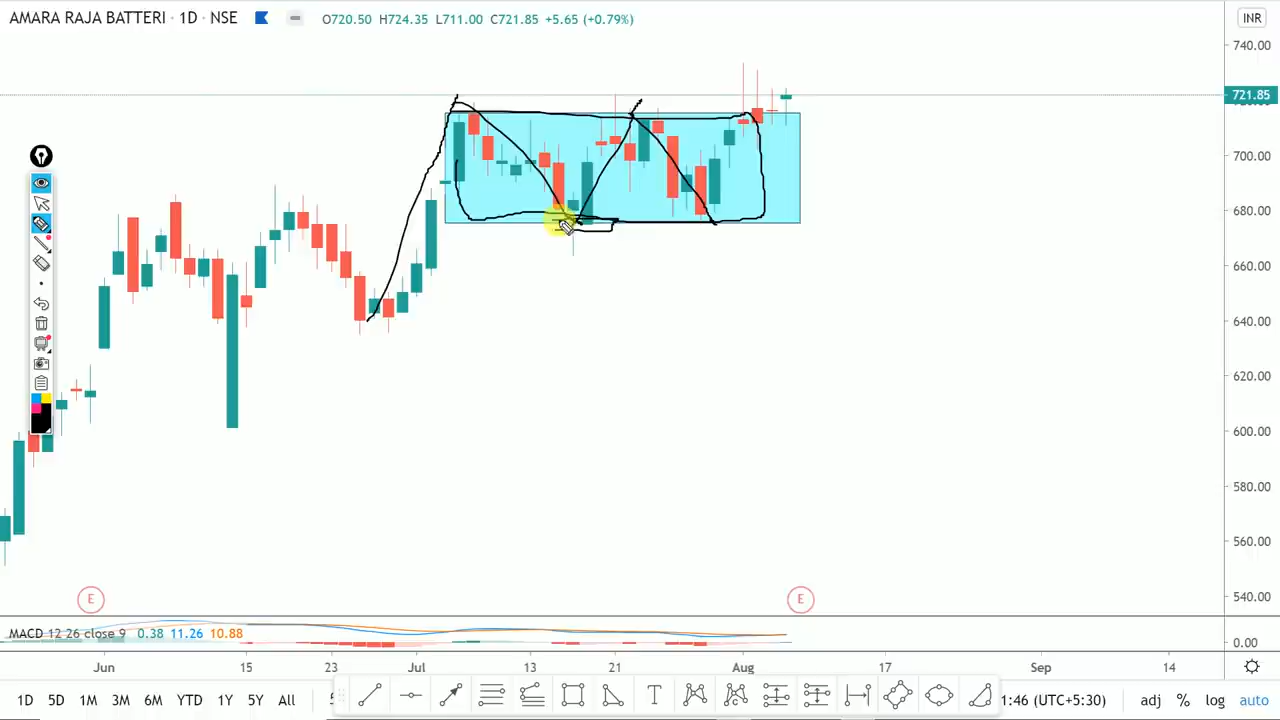 AMARA RAJA BATTERI · 1D · NSE
O720.50 H724.35 L711.00 C721.85 +5.65 (+0.79%)
INR
740.00
721.85
700.00
680.00
660.00
640.00
620.00
600.00
580.00
560.00
540.00
E
E
MACD 12 26 close 9 0.38 11.26 10.88
0.00
Jun 15 23 Jul 13 21 Aug 17 Sep 14
1D 5D 1M 3M 6M YTD 1Y 5Y All
T
1:46 (UTC+5:30) adj % log auto